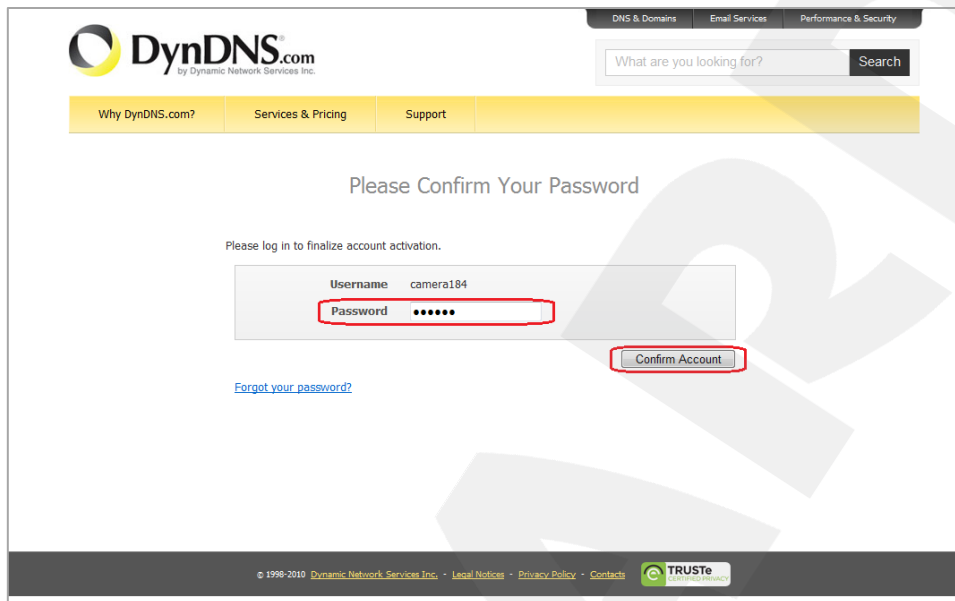 DNS & Domains Email Services Performance & Security
DynDNS.com
by Dynamic Network Services Inc.
What are you looking for? Search
Why DynDNS.com? Services & Pricing Support
Please Confirm Your Password
Please log in to finalize account activation.
Username camera184
Password ••••••
Confirm Account
Forgot your password?
© 1998-2010 Dynamic Network Services Inc. - Legal Notices - Privacy Policy - Contacts
TRUSTe
CERTIFIED PRIVACY